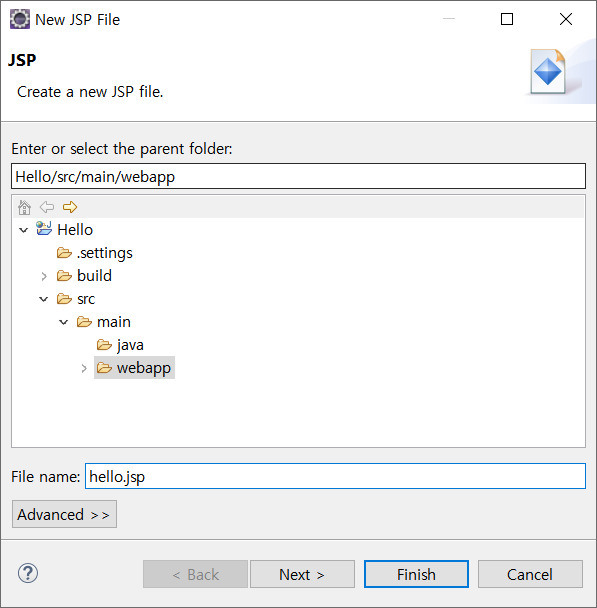 New JSP File
JSP
Create a new JSP file.
Enter or select the parent folder:
Hello/src/main/webapp
Hello
.settings
build
src
main
java
webapp
File name: hello.jsp
Advanced >>
? < Back Next > Finish Cancel